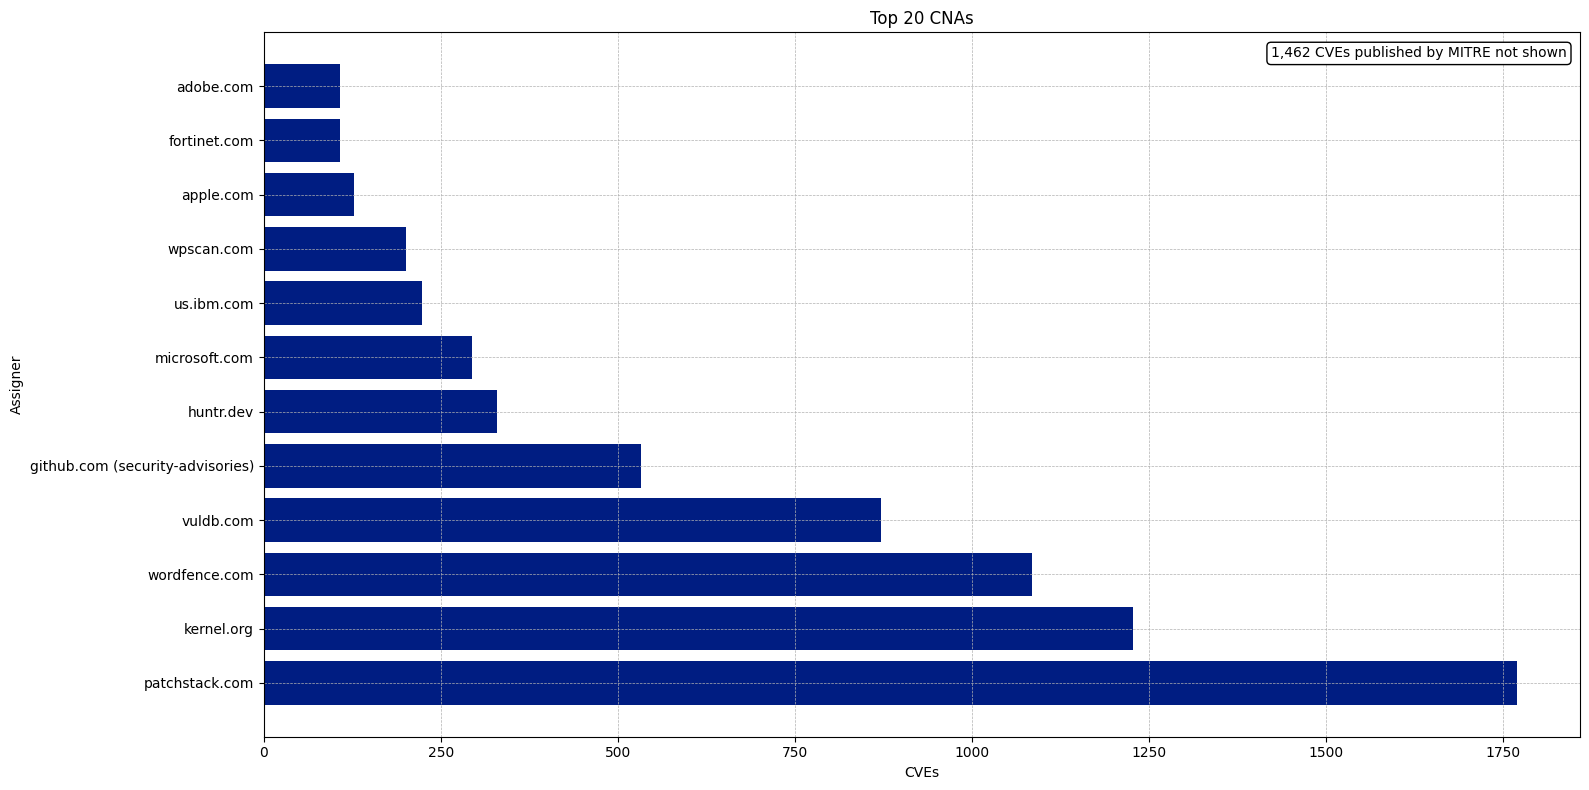 Top 20 CNAs
1,462 CVEs published by MITRE not shown
Assigner
adobe.com
fortinet.com
apple.com
wpscan.com
us.ibm.com
microsoft.com
huntr.dev
github.com (security-advisories)
vuldb.com
wordfence.com
kernel.org
patchstack.com
0 250 500 750 1000 1250 1500 1750
CVEs